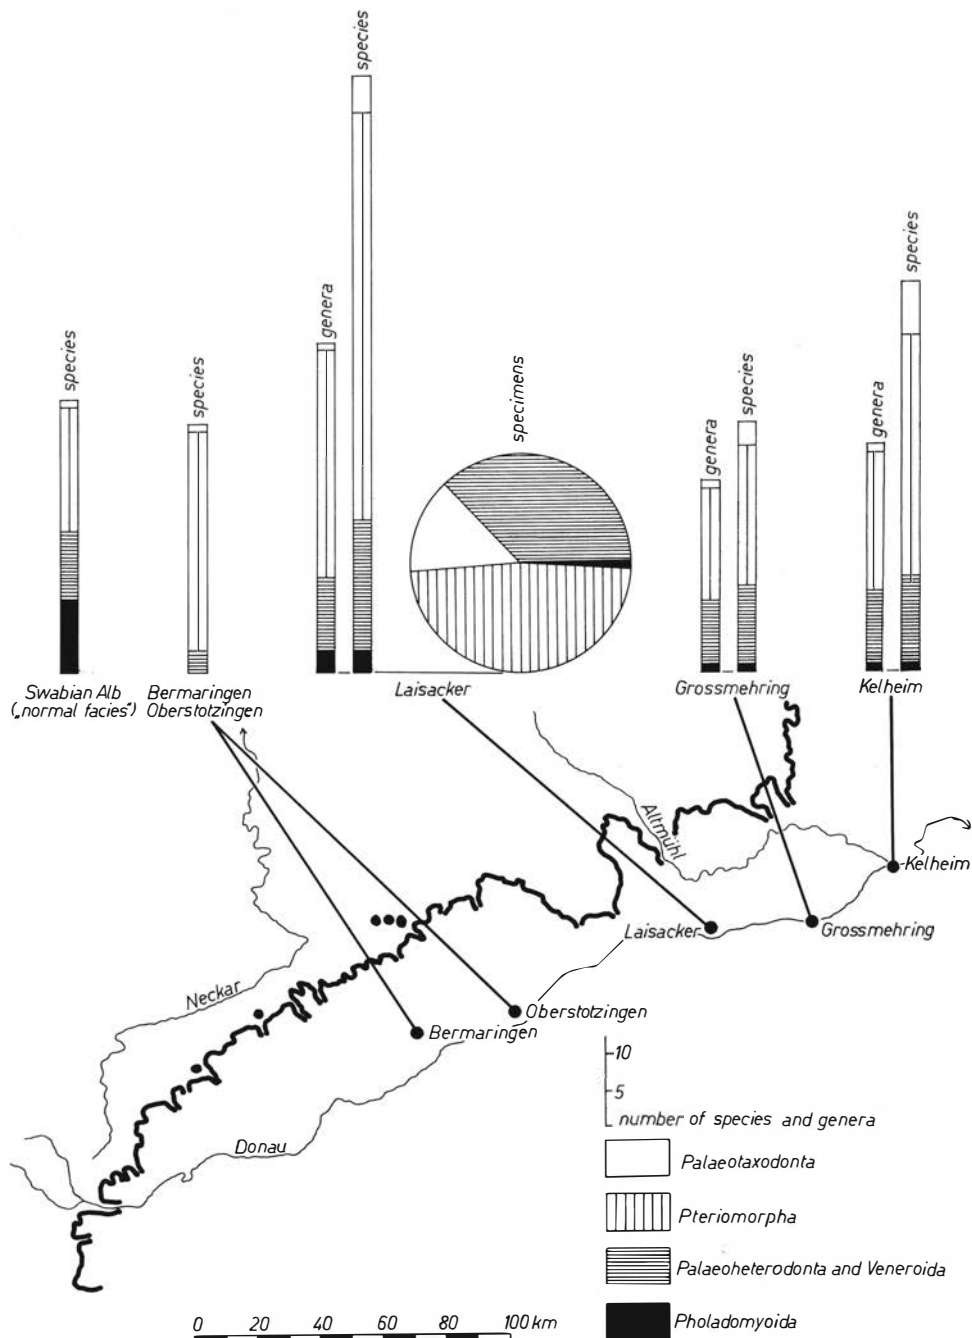 species
species
genera
species
specimens
genera
species
genera
species
Swabian Alb
(„normal facies")
Bermaringen
Oberstotzingen
Laisacker
Grossmehring
Kelheim
Altmühl
Kelheim
Laisacker
Grossmehring
Neckar
Oberstotzingen
Bermaringen
10
5
number of species and genera
Donau
Palaeotaxodonta
Pteriomorpha
Palaeoheterodonta and Veneroida
Pholadomyoida
0 20 40 60 80 100 km